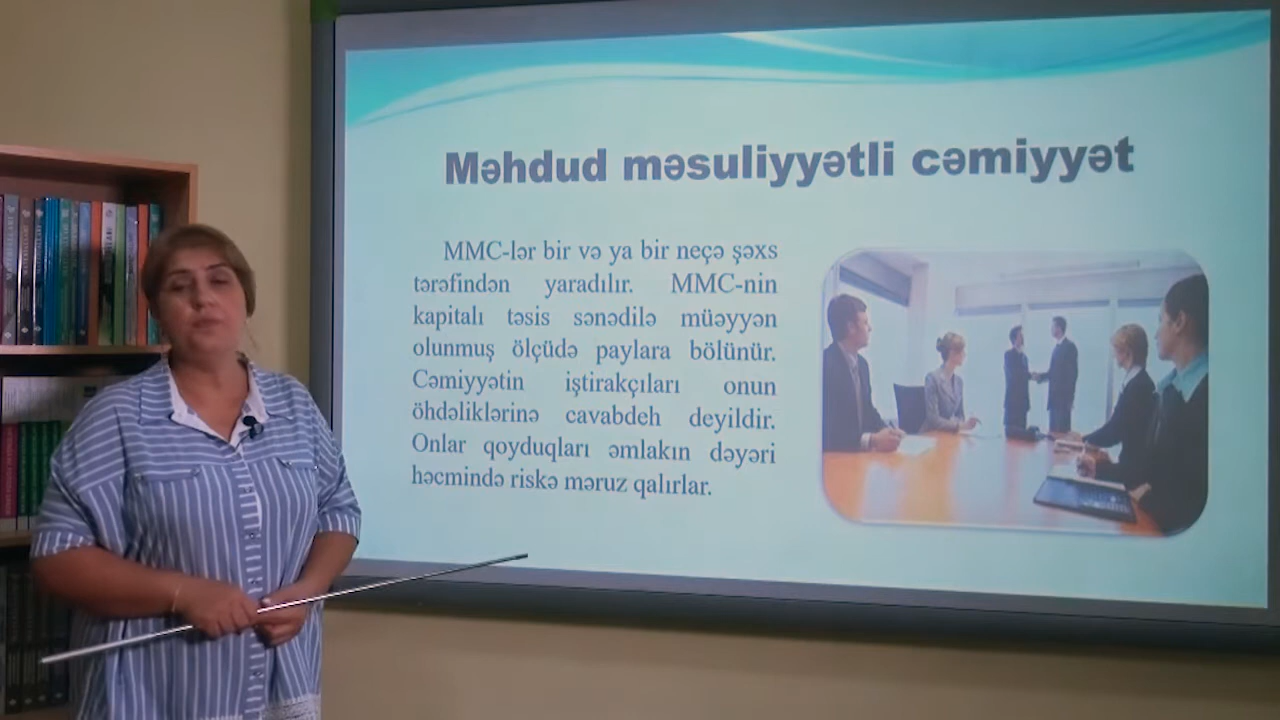 Məhdud məsuliyyətli cəmiyyət
MMC-lər bir və ya bir neçə şəxs
tərəfindən yaradılır. MMC-nin
kapitalı təsis sənədilə müəyyən
olunmuş ölçüdə paylara bölünür.
Cəmiyyətin iştirakçıları onun
öhdəliklərinə cavabdeh deyildir.
Onlar qoyduqları əmlakın dəyəri
həcmində riskə məruz qalırlar.